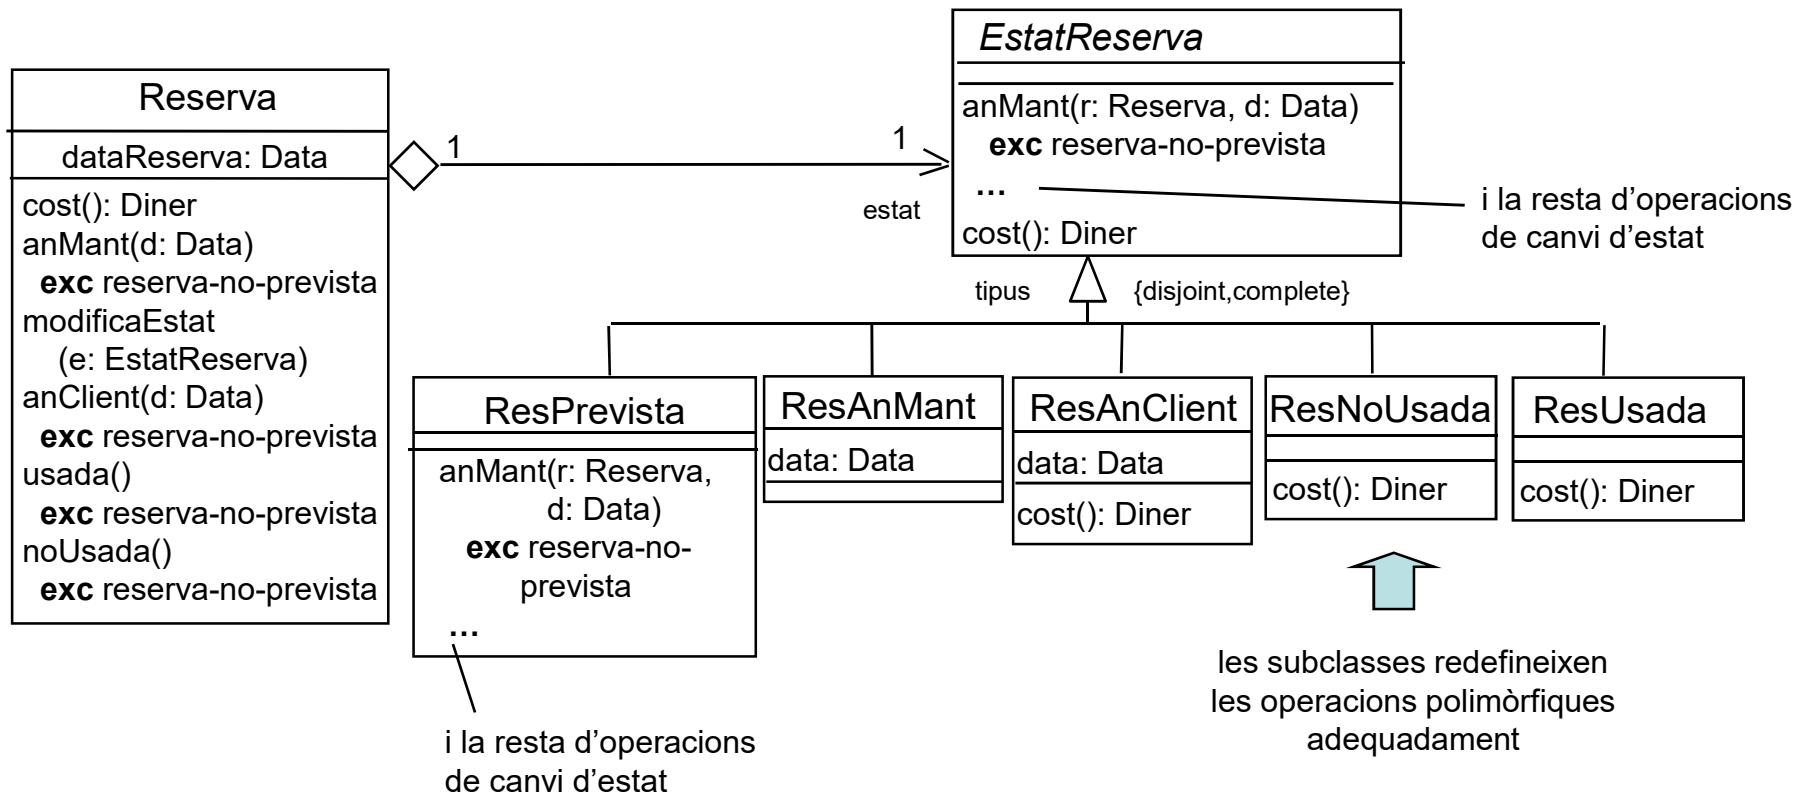 Reserva
dataReserva: Data
cost(): Diner
anMant(d: Data)
exc reserva-no-prevista
modificaEstat
(e: EstatReserva)
anClient(d: Data)
exc reserva-no-prevista
usada()
exc reserva-no-prevista
noUsada()
exc reserva-no-prevista
1
1
estat
EstatReserva
anMant(r: Reserva, d: Data)
exc reserva-no-prevista
...
cost(): Diner
i la resta d’operacions
de canvi d’estat
tipus
{disjoint,complete}
ResPrevista
anMant(r: Reserva,
d: Data)
exc reserva-no-
prevista
...
i la resta d’operacions
de canvi d’estat
ResAnMant
data: Data
ResAnClient
data: Data
cost(): Diner
ResNoUsada
cost(): Diner
ResUsada
cost(): Diner
les subclasses redefineixen
les operacions polimòrfiques
adequadament